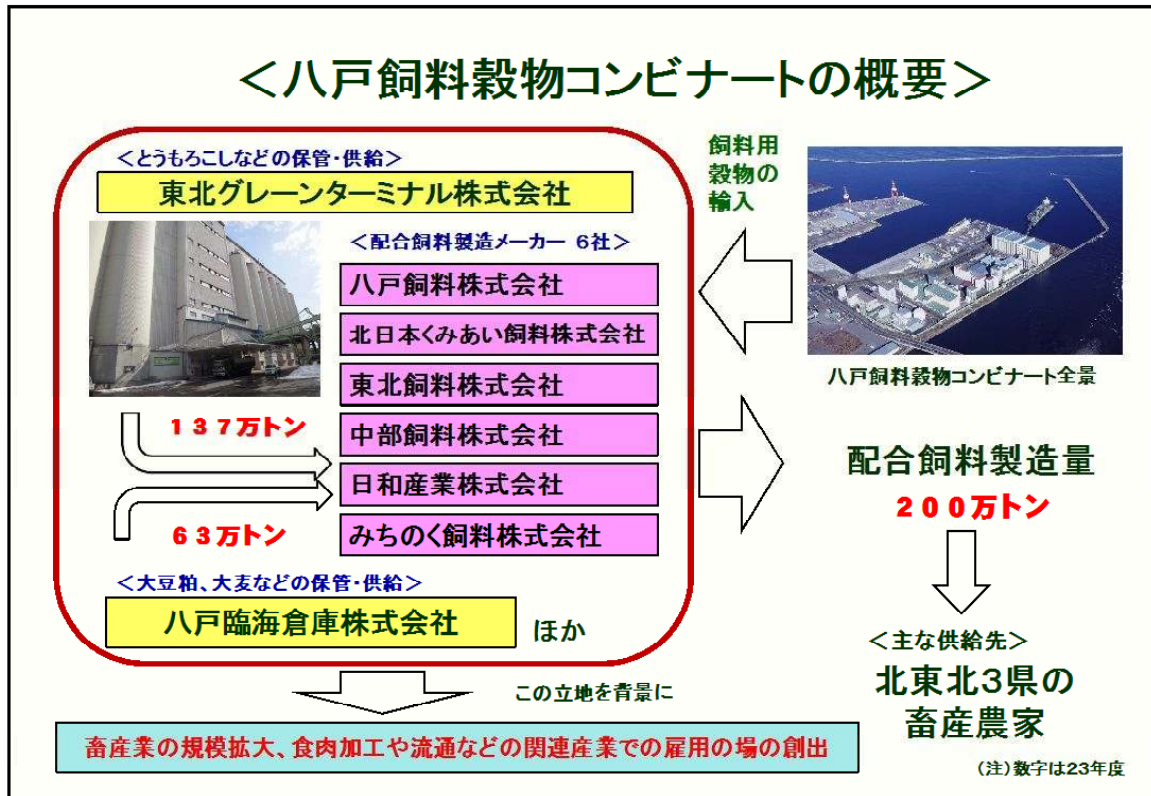 ＜八戸飼料穀物コンビナートの概要＞
＜とうもろこしなどの保管・供給＞
東北グレーンターミナル株式会社
＜配合飼料製造メーカー 6社＞
八戸飼料株式会社
北日本くみあい飼料株式会社
東北飼料株式会社
中部飼料株式会社
日和産業株式会社
みちのく飼料株式会社
１３７万トン
６３万トン
＜大豆粕、大麦などの保管・供給＞
八戸臨海倉庫株式会社
ほか
飼料用
穀物の
輸入
八戸飼料穀物コンビナート全景
配合飼料製造量
２００万トン
＜主な供給先＞
北東北3県の
畜産農家
この立地を背景に
畜産業の規模拡大、食肉加工や流通などの関連産業での雇用の場の創出
（注）数字は23年度